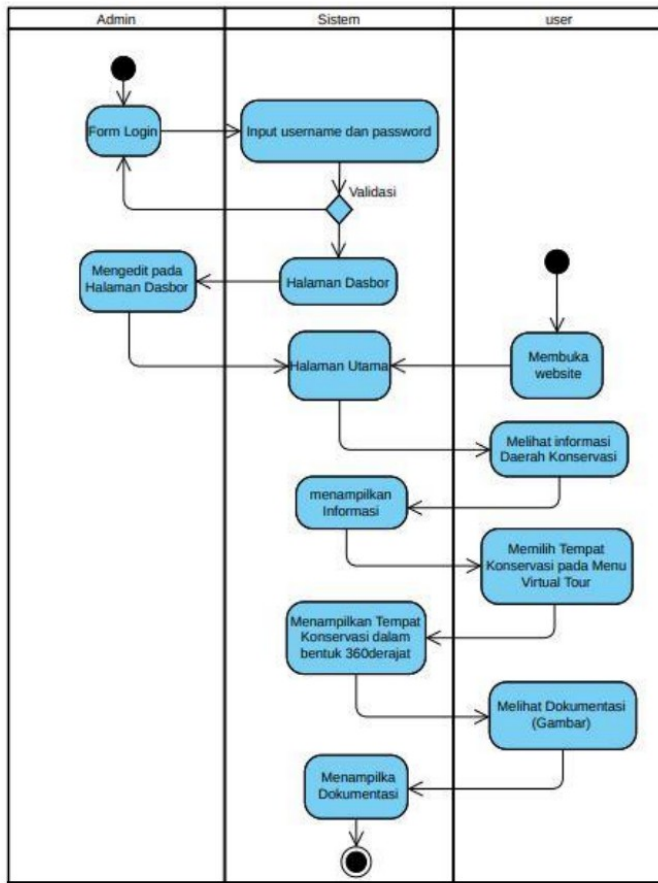 Admin
Sistem
user
Form Login
Input username dan password
Validasi
Mengedit pada
Halaman Dasbor
Halaman Dasbor
Halaman Utama
Membuka
website
Melihat informasi
Daerah Konservasi
menampilkan
Informasi
Memilih Tempat
Konservasi pada Menu
Virtual Tour
Menampilkan Tempat
Konservasi dalam
bentuk 360derajat
Melihat Dokumentasi
(Gambar)
Menampilka
Dokumentasi